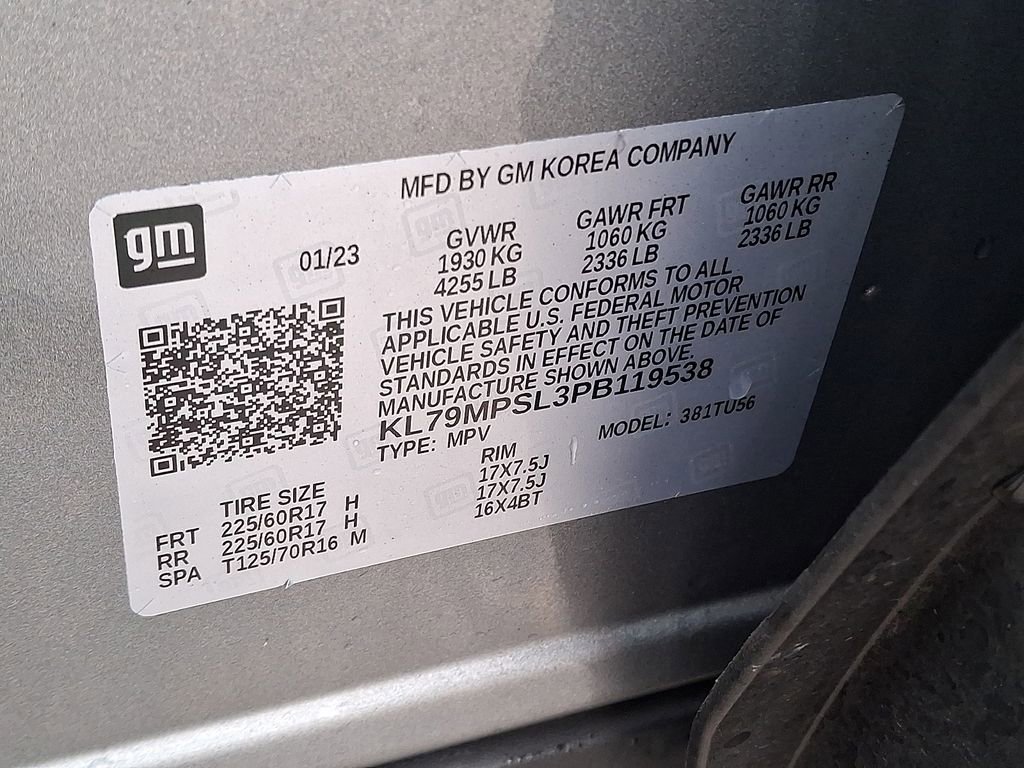 MFD BY GM KOREA COMPANY
gm
01/23
GVWR
1930 KG
4255 LB
GAWR FRT
1060 KG
2336 LB
GAWR RR
1060 KG
2336 LB
THIS VEHICLE CONFORMS TO ALL
APPLICABLE U.S. FEDERAL MOTOR
VEHICLE SAFETY AND THEFT PREVENTION
STANDARDS IN EFFECT ON THE DATE OF
MANUFACTURE SHOWN ABOVE.
KL79MPSL3PB119538
TYPE: MPV MODEL: 381TU56
TIRE SIZE RIM
FRT 225/60R17 H 17X7.5J
RR 225/60R17 H 17X7.5J
SPA T125/70R16 M 16X4BT